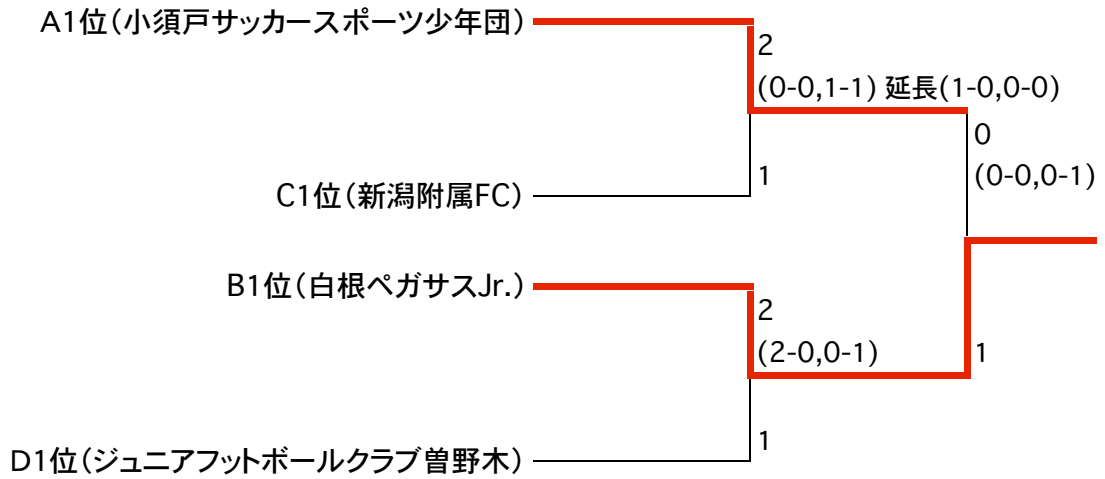 A1位(小須戸サッカースポーツ少年団)
2
(0-0,1-1) 延長(1-0,0-0)
0
(0-0,0-1)
1
C1位(新潟附属FC)
B1位(白根ペガサスJr.)
2
(2-0,0-1)
1
1
D1位(ジュニアフットボールクラブ曽野木)